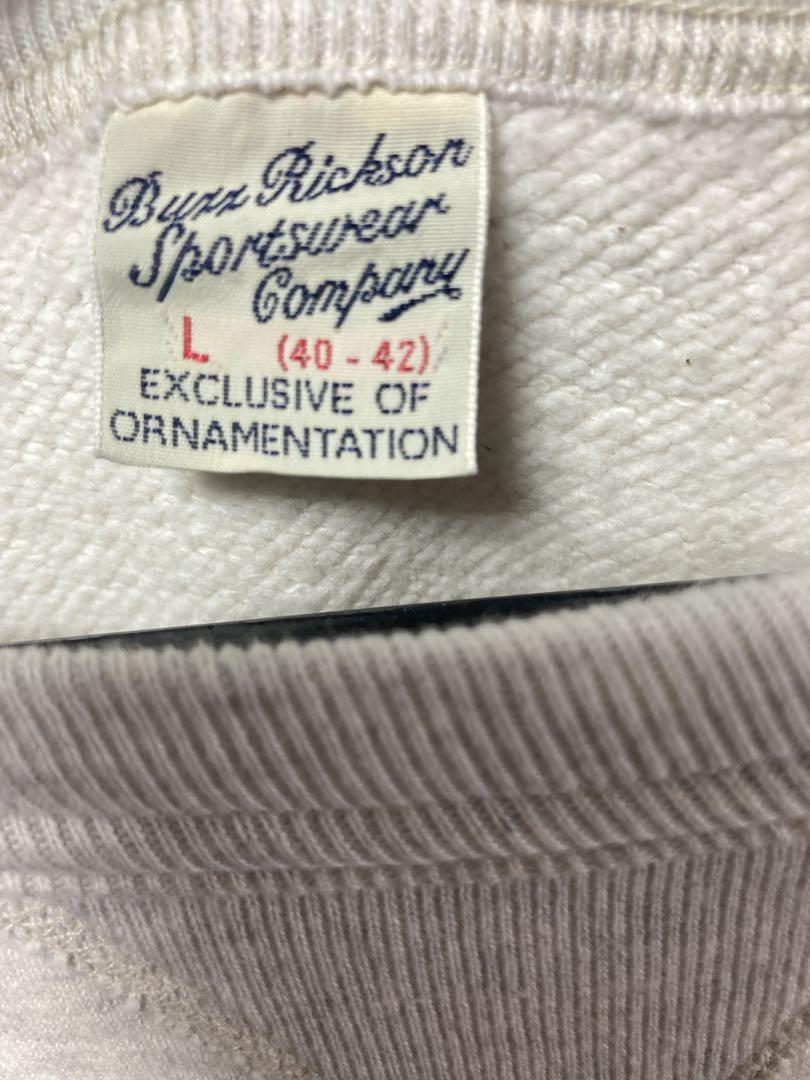 Buzz Rickson
Sportswear
Company
L (40 - 42)
EXCLUSIVE OF
ORNAMENTATION